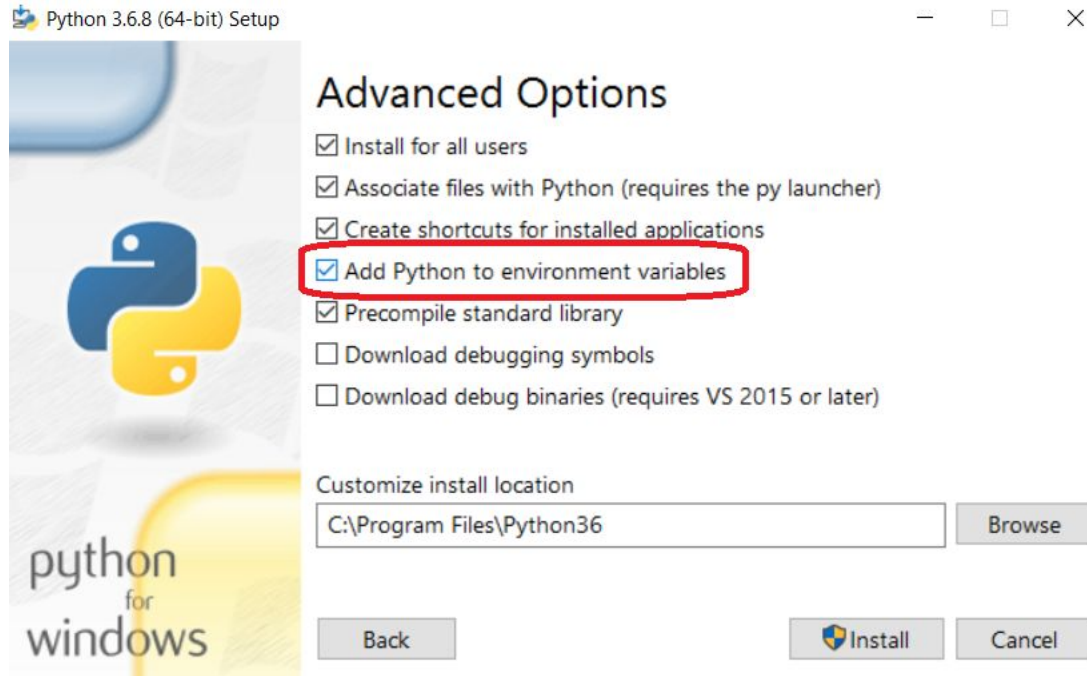 Python 3.6.8 (64-bit) Setup
Advanced Options
Install for all users
Associate files with Python (requires the py launcher)
Create shortcuts for installed applications
Add Python to environment variables
Precompile standard library
Download debugging symbols
Download debug binaries (requires VS 2015 or later)
Customize install location
C:\Program Files\Python36
Browse
python
for
windows
Back
Install
Cancel